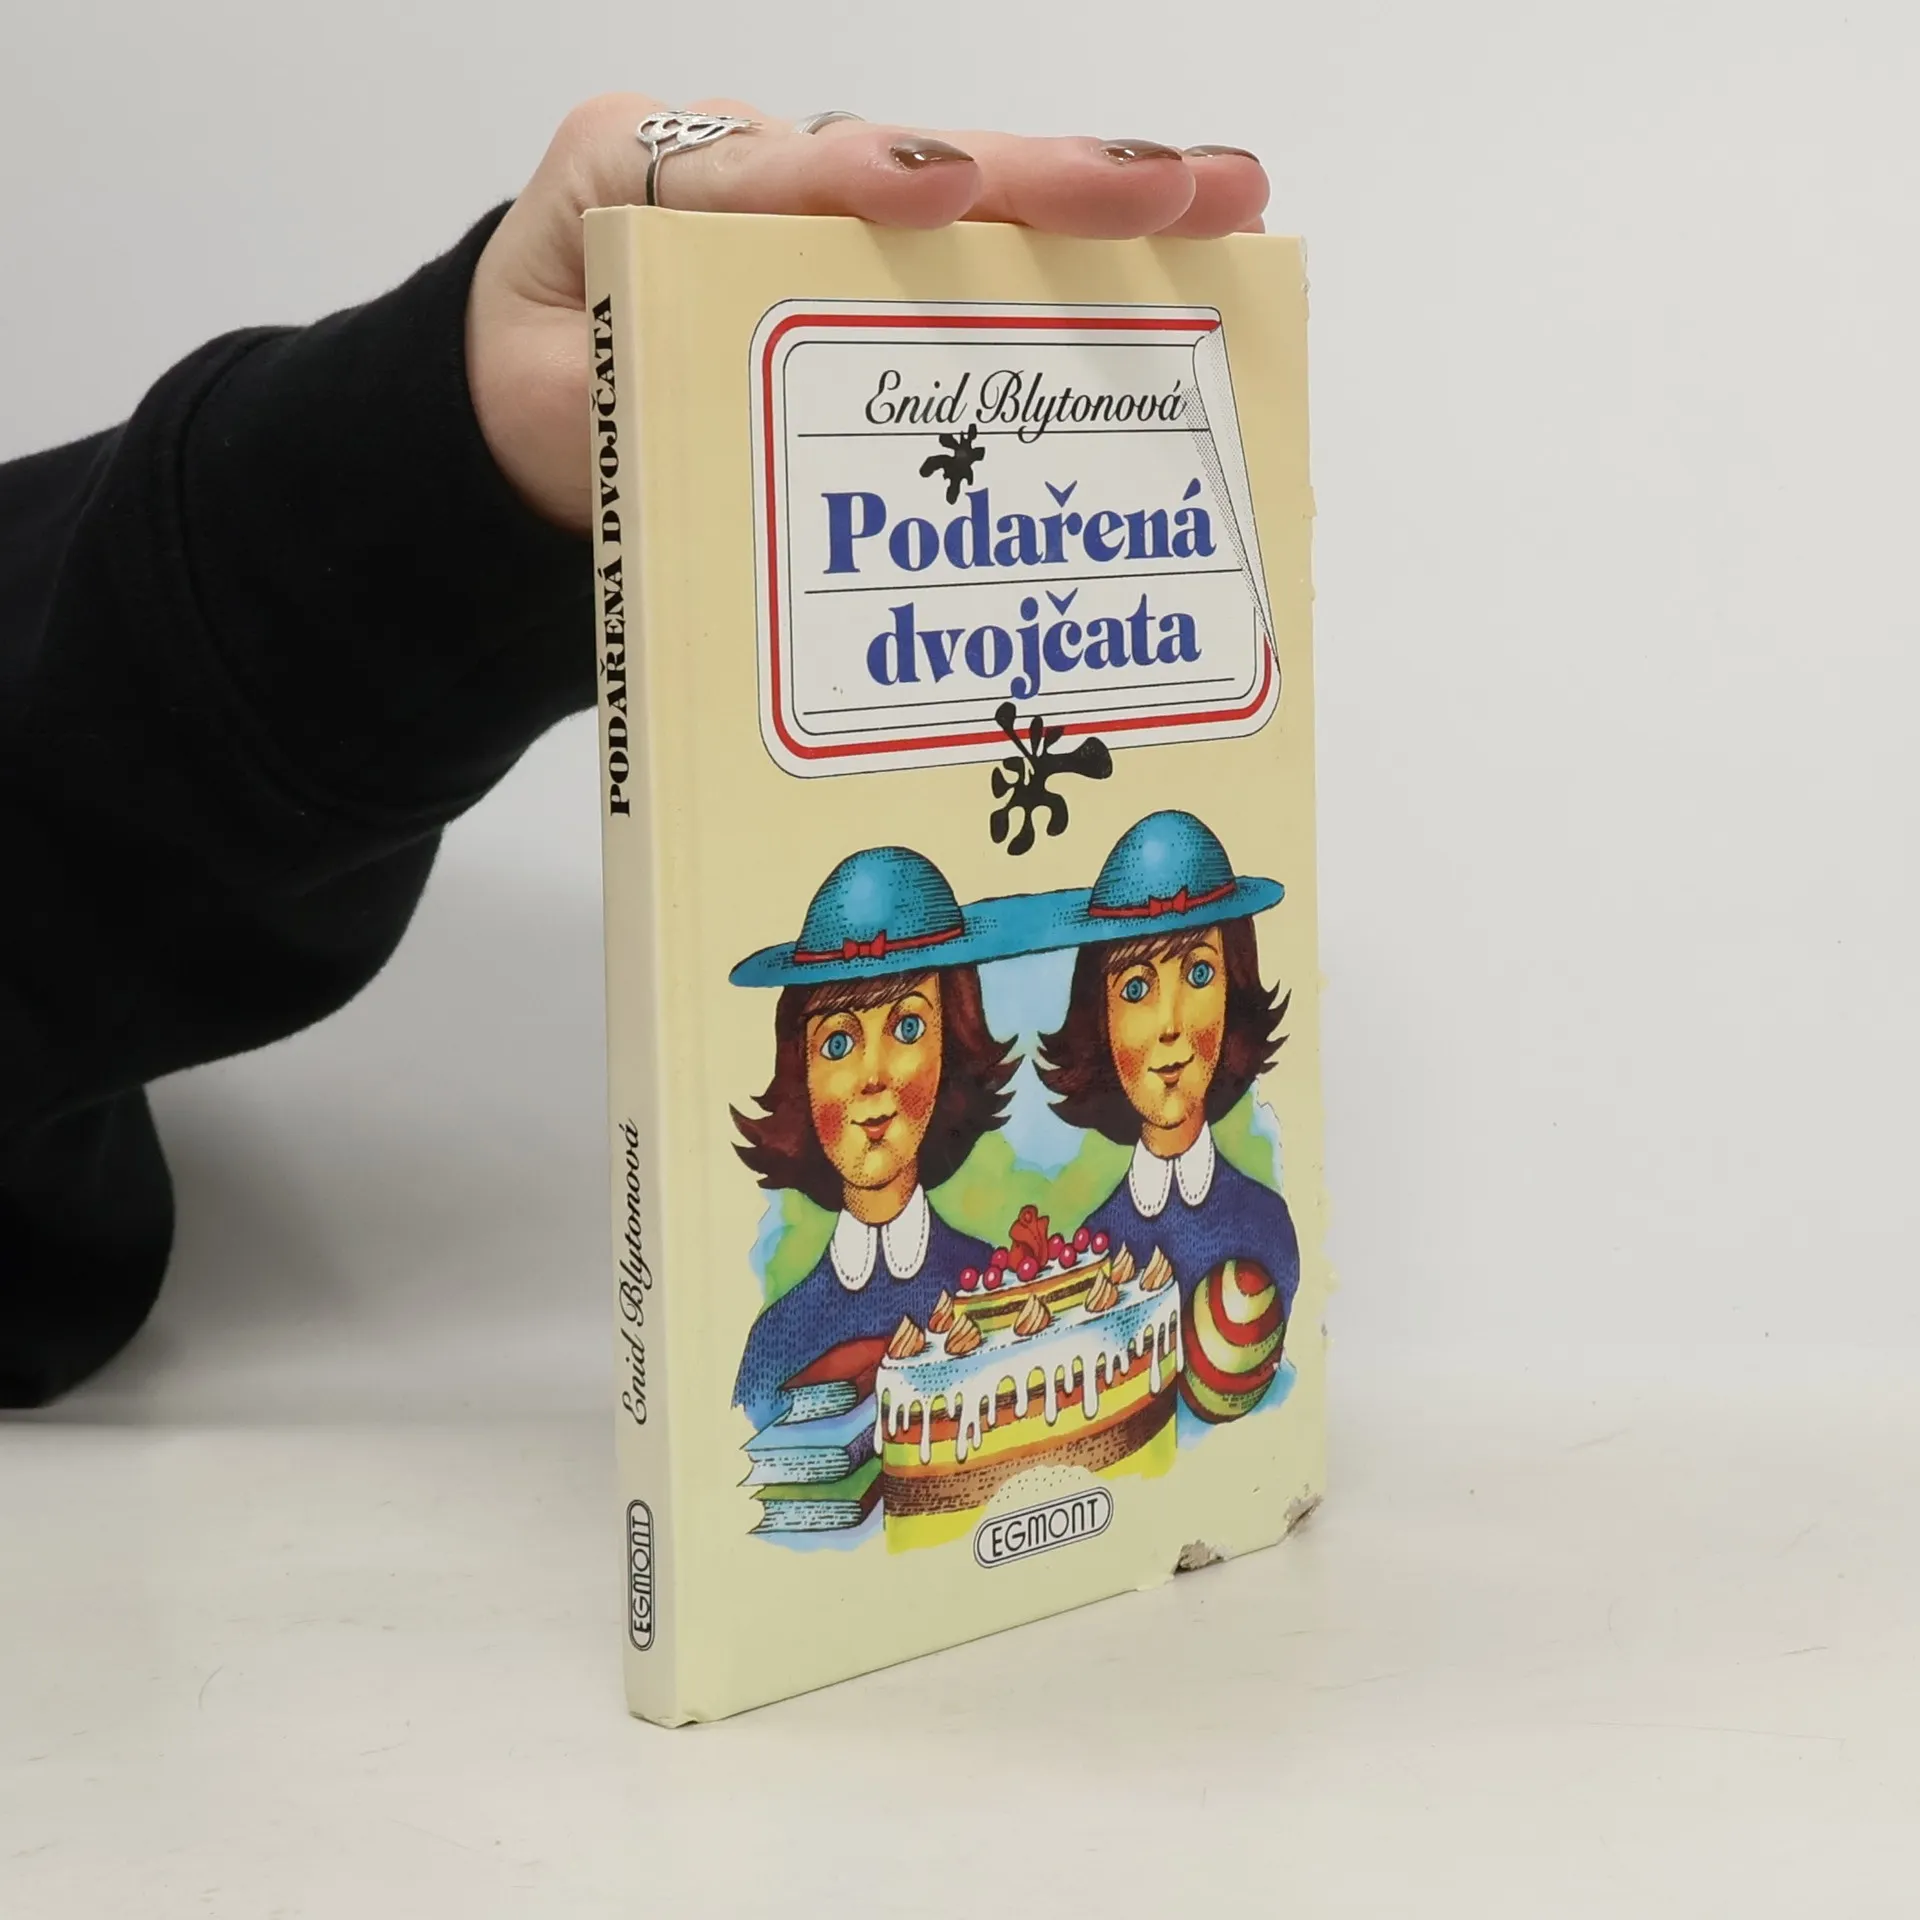 Enid Blytonová
Podařená
dvojčata
EGMONT
PODAŘENÁ DVOJČATA
Enid Blytonová
EGMONT